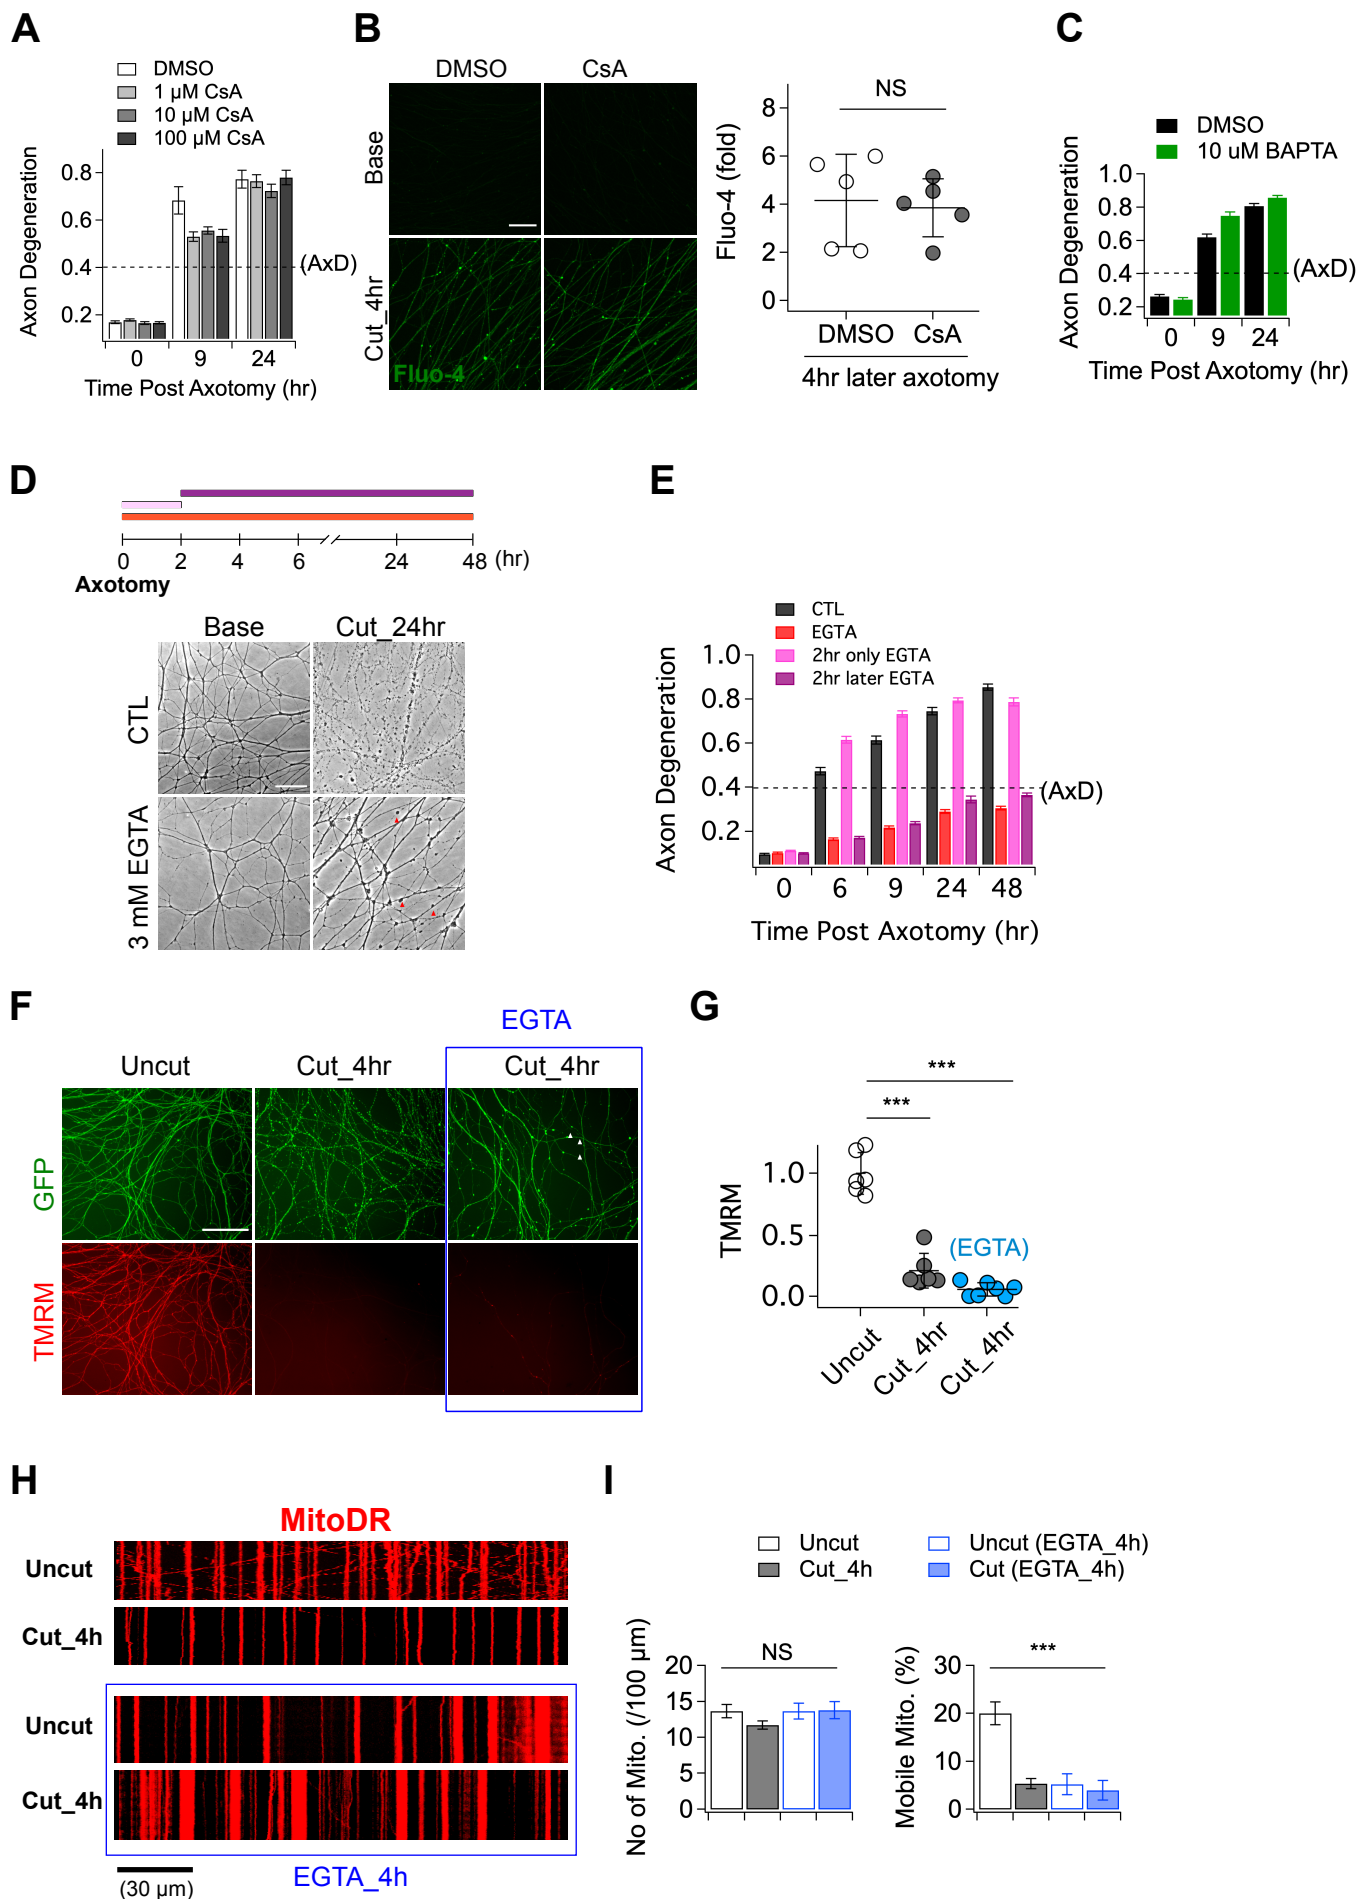 A
DMSO
1 µM CsA
10 µM CsA
100 µM CsA
Axon Degeneration
0.8
0.6
0.4
0.2
(AxD)
0 9 24
Time Post Axotomy (hr)
B
DMSO CsA
Base
Cut_4hr
Fluo-4
Fluo-4 (fold)
8
6
4
2
0
NS
DMSO CsA
4hr later axotomy
C
DMSO
10 uM BAPTA
Axon Degeneration
1.0
0.8
0.6
0.4
0.2
(AxD)
0 9 24
Time Post Axotomy (hr)
D
0 2 4 6 24 48 (hr)
Axotomy
Base Cut_24hr
CTL
3 mM EGTA
E
CTL
EGTA
2hr only EGTA
2hr later EGTA
Axon Degeneration
1.0
0.8
0.6
0.4
0.2
(AxD)
0 6 9 24 48
Time Post Axotomy (hr)
F
EGTA
Uncut Cut_4hr Cut_4hr
GFP
TMRM
G
***
***
TMRM
1.0
0.5
0.0
(EGTA)
Uncut
Cut_4hr
Cut_4hr
H
MitoDR
Uncut
Cut_4h
Uncut
Cut_4h
(30 µm)
EGTA_4h
I
Uncut
Cut_4h
Uncut (EGTA_4h)
Cut (EGTA_4h)
No of Mito. (/100 µm)
20
15
10
5
0
NS
Mobile Mito. (%)
30
20
10
0
***